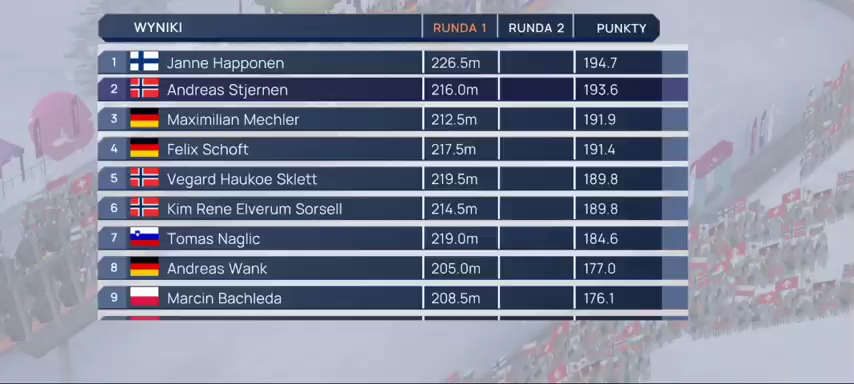 WYNIKI RUNDA 1 RUNDA 2 PUNKTY
1 Janne Happonen 226.5m 194.7
2 Andreas Stjernen 216.0m 193.6
3 Maximilian Mechler 212.5m 191.9
4 Felix Schoft 217.5m 191.4
5 Vegard Haukoe Sklett 219.5m 189.8
6 Kim Rene Elverum Sorsell 214.5m 189.8
7 Tomas Naglic 219.0m 184.6
8 Andreas Wank 205.0m 177.0
9 Marcin Bachleda 208.5m 176.1